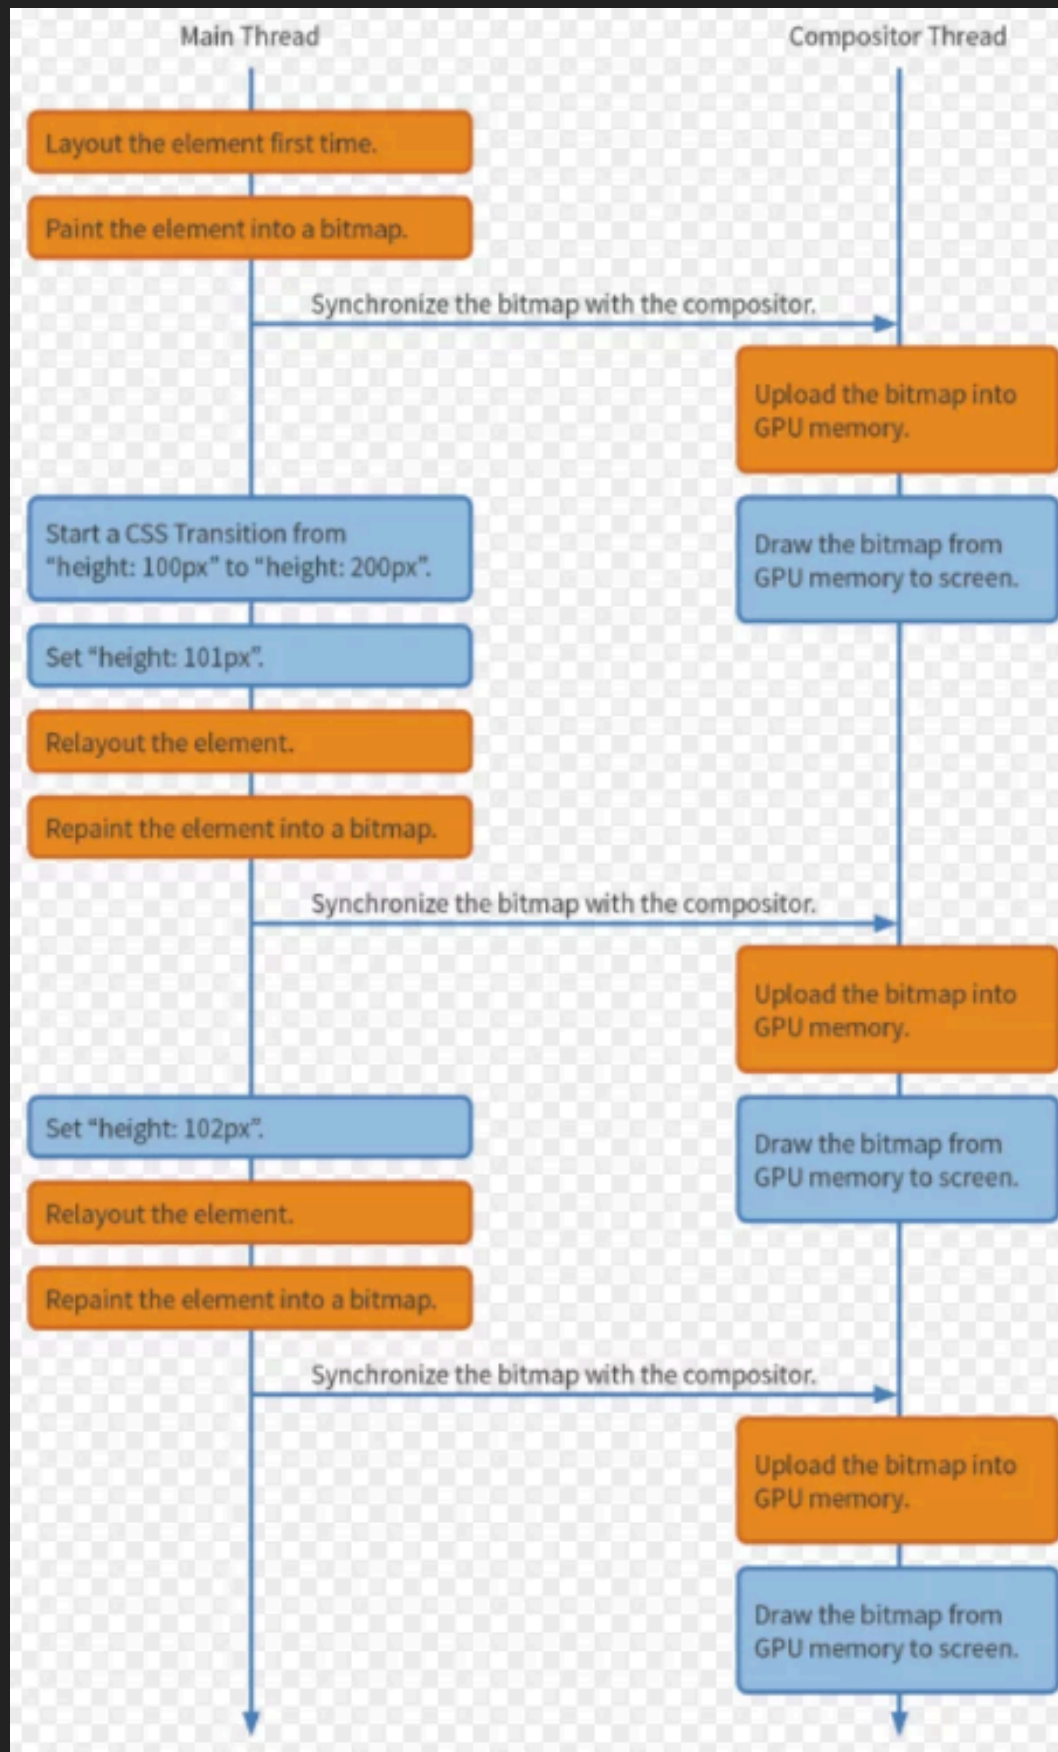 Main Thread
Compositor Thread
Layout the element first time.
Paint the element into a bitmap.
Synchronize the bitmap with the compositor.
Upload the bitmap into
GPU memory.
Start a CSS Transition from
“height: 100px” to “height: 200px”.
Draw the bitmap from
GPU memory to screen.
Set “height: 101px”.
Relayout the element.
Repaint the element into a bitmap.
Synchronize the bitmap with the compositor.
Upload the bitmap into
GPU memory.
Set “height: 102px”.
Draw the bitmap from
GPU memory to screen.
Relayout the element.
Repaint the element into a bitmap.
Synchronize the bitmap with the compositor.
Upload the bitmap into
GPU memory.
Draw the bitmap from
GPU memory to screen.